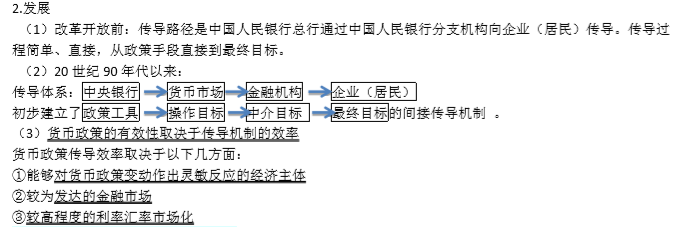 2.发展
（1）改革开放前：传导路径是中国人民银行总行通过中国人民银行分支机构向企业（居民）传导。传导过
程简单、直接，从政策手段直接到最终目标。
（2）20 世纪 90 年代以来：
传导体系：中央银行 货币市场 金融机构 企业（居民）
初步建立了政策工具 操作目标 中介目标 最终目标的间接传导机制 。
（3）货币政策的有效性取决于传导机制的效率
货币政策传导效率取决于以下几方面：
①能够对货币政策变动作出灵敏反应的经济主体
②较为发达的金融市场
③较高程度的利率汇率市场化